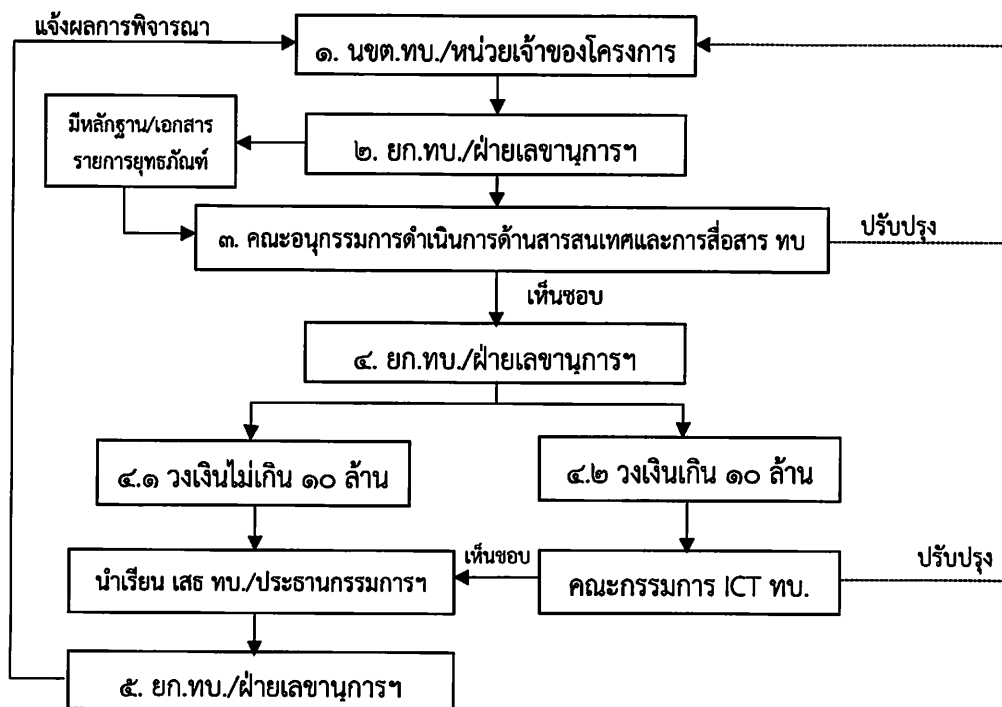 แจ้งผลการพิจารณา
๑. นขต.ทบ./หน่วยเจ้าของโครงการ
มีหลักฐาน/เอกสาร
รายการยุทธภัณฑ์
๒. ยก.ทบ./ฝ่ายเลขานุการฯ
๓. คณะอนุกรรมการดำเนินการด้านสารสนเทศและการสื่อสาร ทบ
ปรับปรุง
เห็นชอบ
๔. ยก.ทบ./ฝ่ายเลขานุการฯ
๔.๑ วงเงินไม่เกิน ๑๐ ล้าน
๔.๒ วงเงินเกิน ๑๐ ล้าน
นำเรียน เสธ ทบ./ประธานกรรมการฯ
เห็นชอบ
คณะกรรมการ ICT ทบ.
ปรับปรุง
๕. ยก.ทบ./ฝ่ายเลขานุการฯ